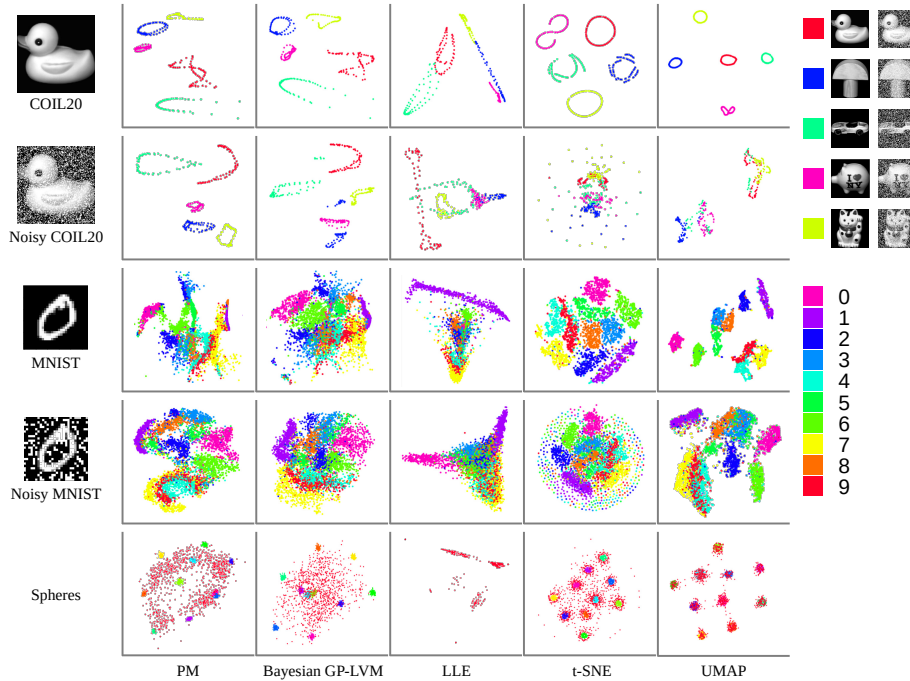 COIL20
Noisy COIL20
I
NY
MNIST
0
1
2
3
4
5
6
7
8
9
Noisy MNIST
Spheres
PM
Bayesian GP-LVM
LLE
t-SNE
UMAP